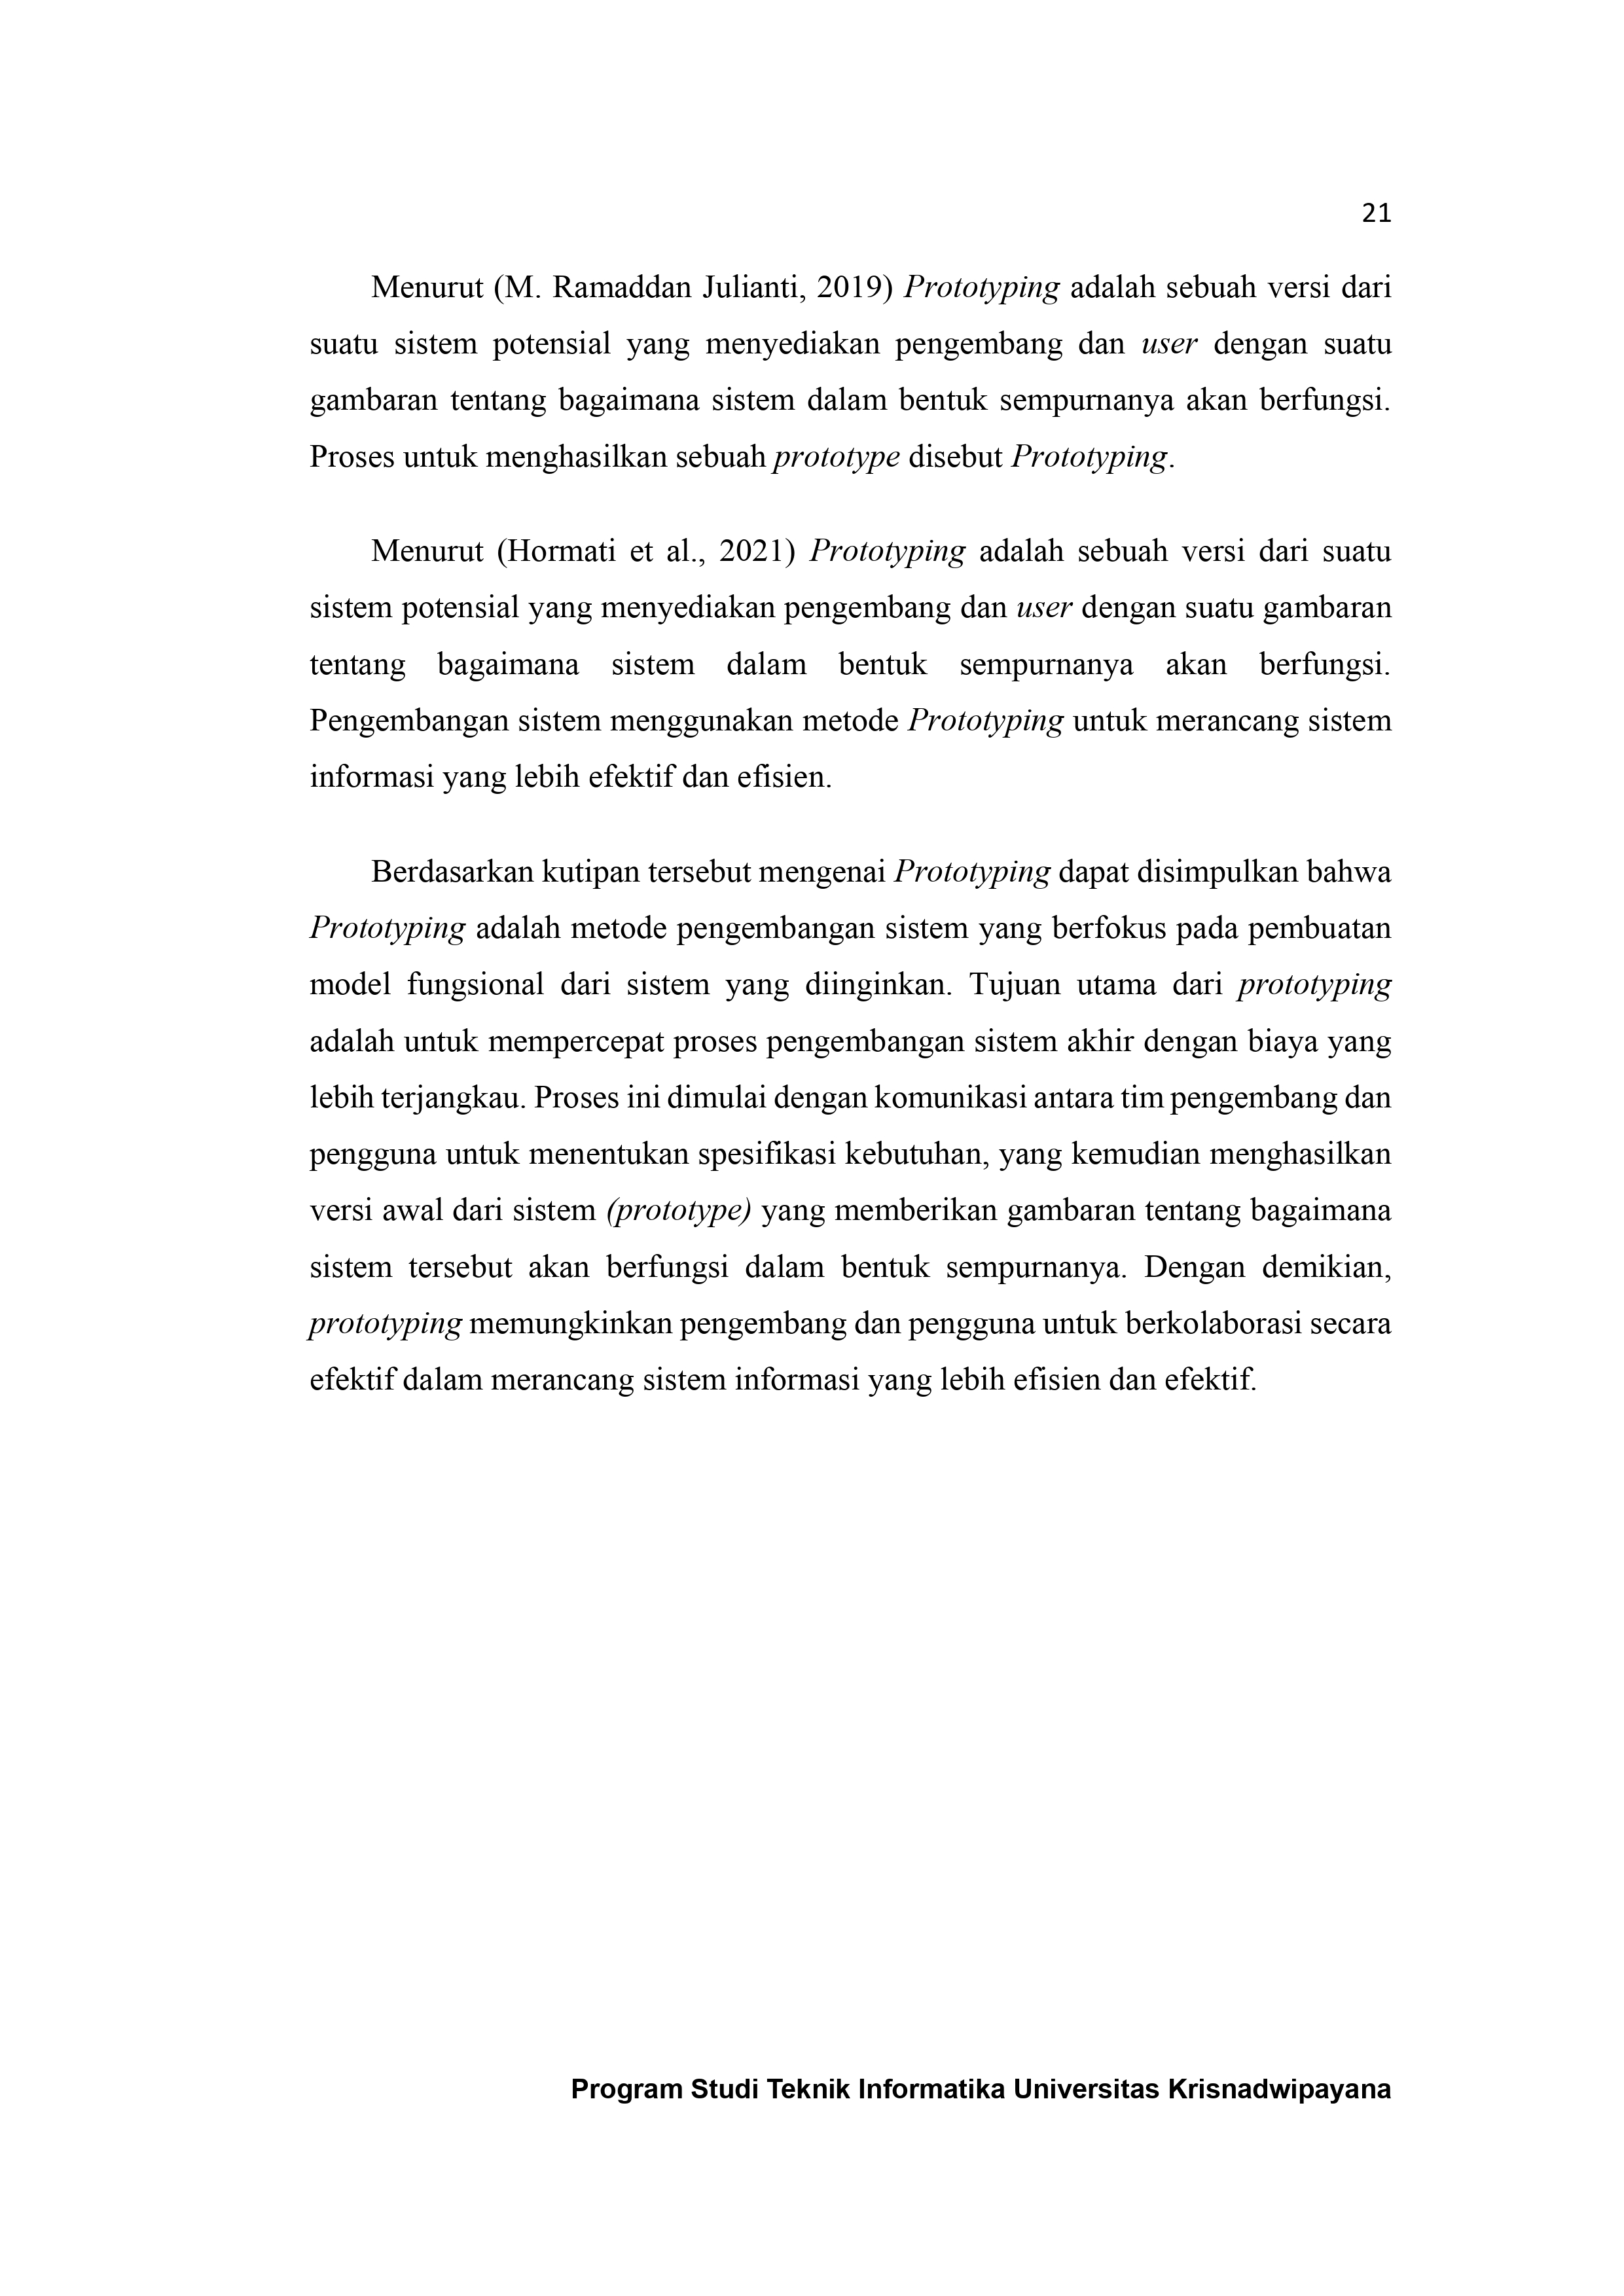 21
Menurut (M. Ramaddan Julianti, 2019) Prototyping adalah sebuah versi dari
suatu sistem potensial yang menyediakan pengembang dan user dengan suatu
gambaran tentang bagaimana sistem dalam bentuk sempurnanya akan berfungsi.
Proses untuk menghasilkan sebuah prototype disebut Prototyping.
Menurut (Hormati et al., 2021) Prototyping adalah sebuah versi dari suatu
sistem potensial yang menyediakan pengembang dan user dengan suatu gambaran
tentang bagaimana sistem dalam bentuk sempurnanya akan berfungsi.
Pengembangan sistem menggunakan metode Prototyping untuk merancang sistem
informasi yang lebih efektif dan efisien.
Berdasarkan kutipan tersebut mengenai Prototyping dapat disimpulkan bahwa
Prototyping adalah metode pengembangan sistem yang berfokus pada pembuatan
model fungsional dari sistem yang diinginkan. Tujuan utama dari prototyping
adalah untuk mempercepat proses pengembangan sistem akhir dengan biaya yang
lebih terjangkau. Proses ini dimulai dengan komunikasi antara tim pengembang dan
pengguna untuk menentukan spesifikasi kebutuhan, yang kemudian menghasilkan
versi awal dari sistem (prototype) yang memberikan gambaran tentang bagaimana
sistem tersebut akan berfungsi dalam bentuk sempurnanya. Dengan demikian,
prototyping memungkinkan pengembang dan pengguna untuk berkolaborasi secara
efektif dalam merancang sistem informasi yang lebih efisien dan efektif.
Program Studi Teknik Informatika Universitas Krisnadwipayana